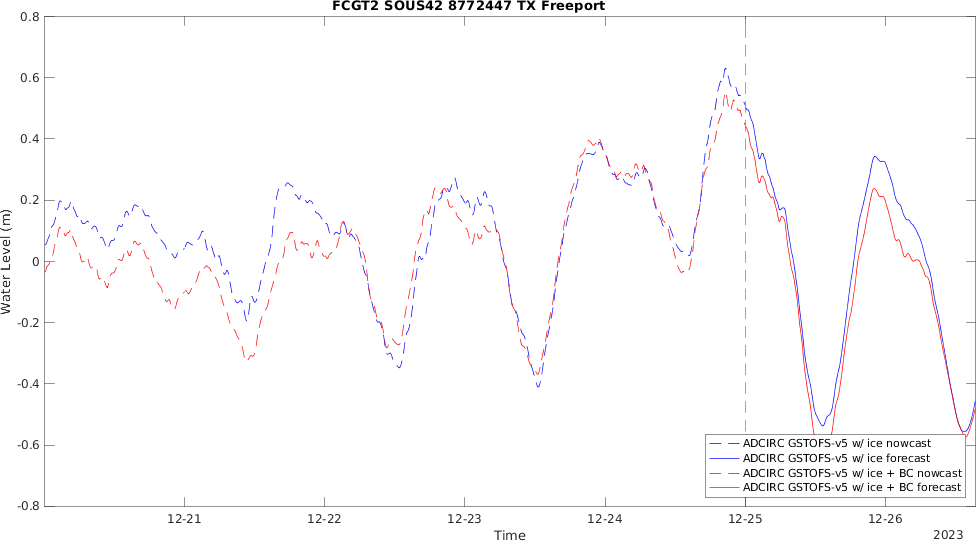 FCGT2 SOUS42 8772447 TX Freeport
Water Level (m)
0.8
0.6
0.4
0.2
0
-0.2
-0.4
-0.6
-0.8
ADCIRC GSTOFS-v5 w/ ice nowcast
ADCIRC GSTOFS-v5 w/ ice forecast
ADCIRC GSTOFS-v5 w/ ice + BC nowcast
ADCIRC GSTOFS-v5 w/ ice + BC forecast
12-21 12-22 12-23 12-24 12-25 12-26
Time
2023